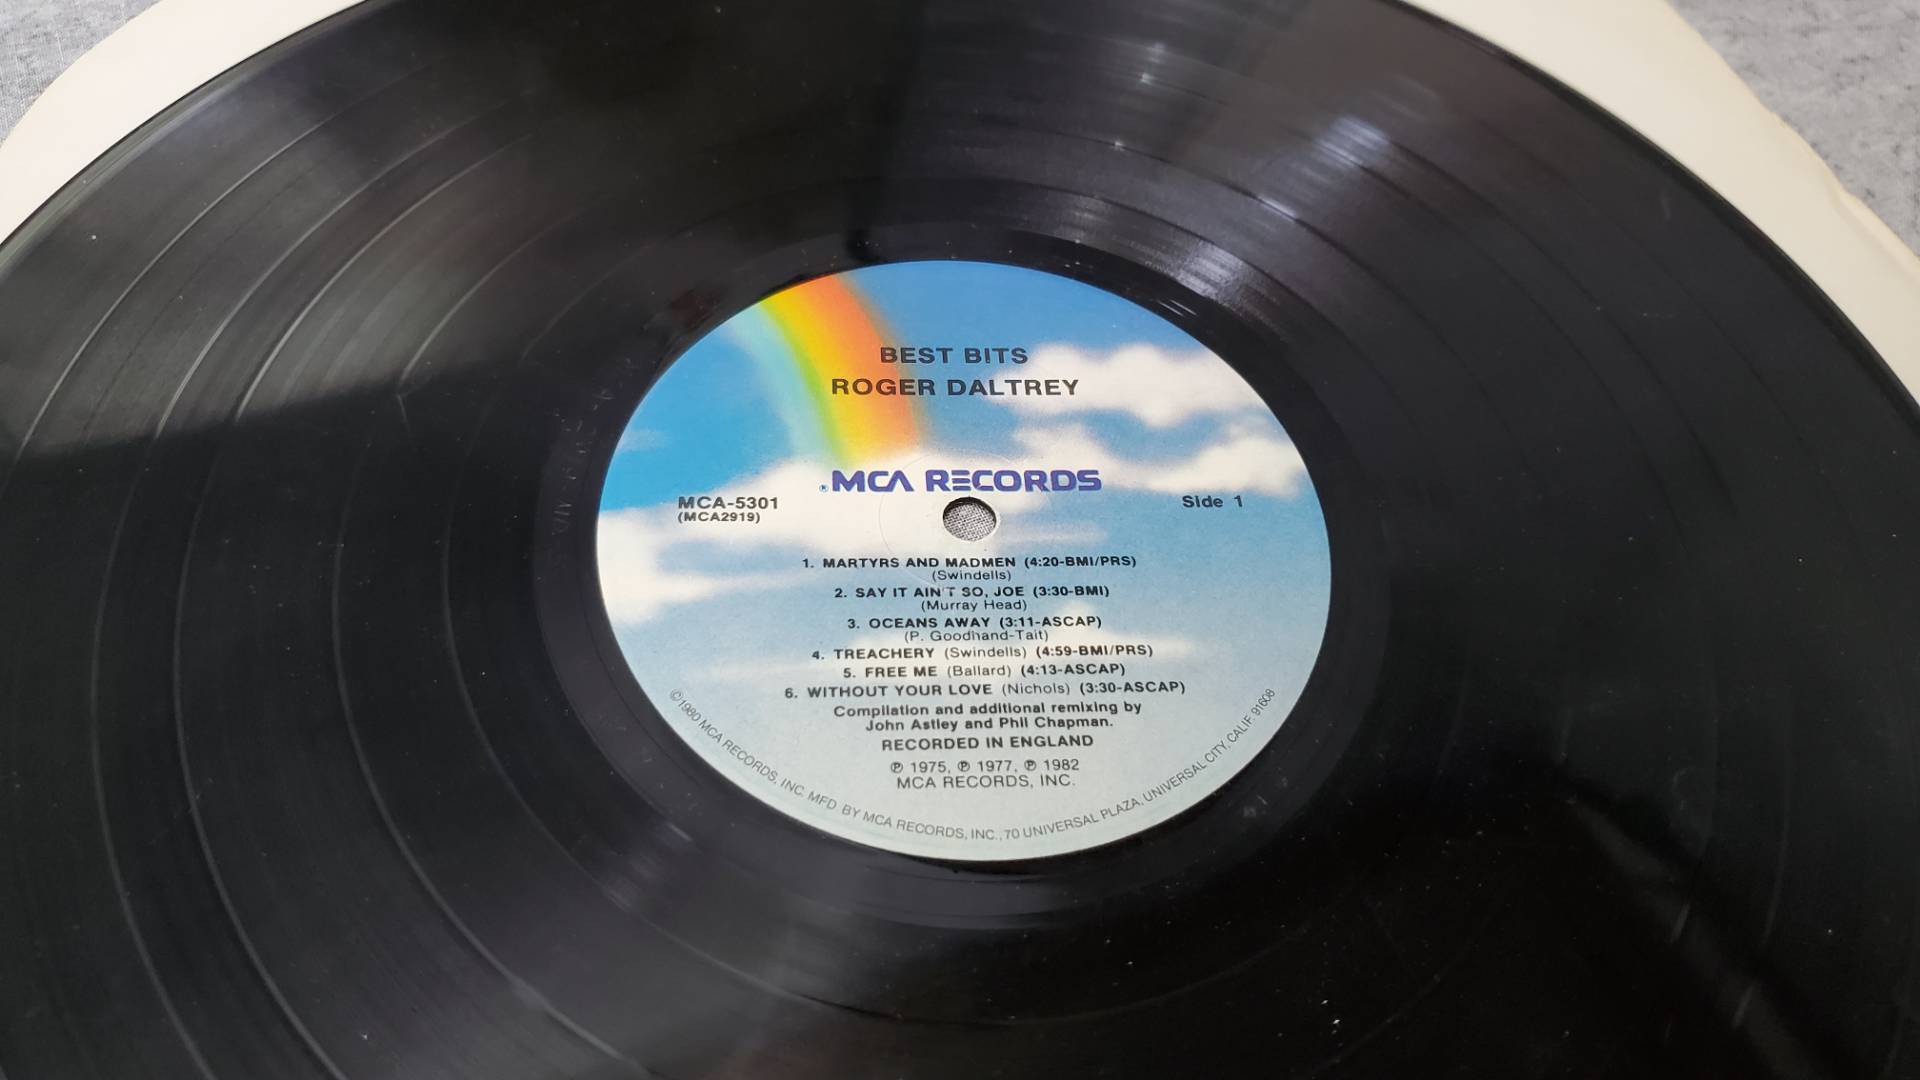 BEST BITS
ROGER DALTREY
®MCA RECORDS
MCA-5301
(MCA2919)
Side 1
1. MARTYRS AND MADMEN (4:20-BMI/PRS)
(Swindells)
2. SAY IT AIN'T SO, JOE (3:30-BMI)
(Murray Head)
3. OCEANS AWAY (3:11-ASCAP)
(P. Goodhand-Tait)
4. TREACHERY (Swindells) (4:59-BMI/PRS)
5. FREE ME (Ballard) (4:13-ASCAP)
6. WITHOUT YOUR LOVE (Nichols) (3:30-ASCAP)
Compilation and additional remixing by
John Astley and Phil Chapman.
RECORDED IN ENGLAND
℗ 1975, ℗ 1977, ℗ 1982
MCA RECORDS, INC.
©1980 MCA RECORDS, INC. MFD. BY MCA RECORDS, INC., 70 UNIVERSAL PLAZA, UNIVERSAL CITY, CALIF. 91608